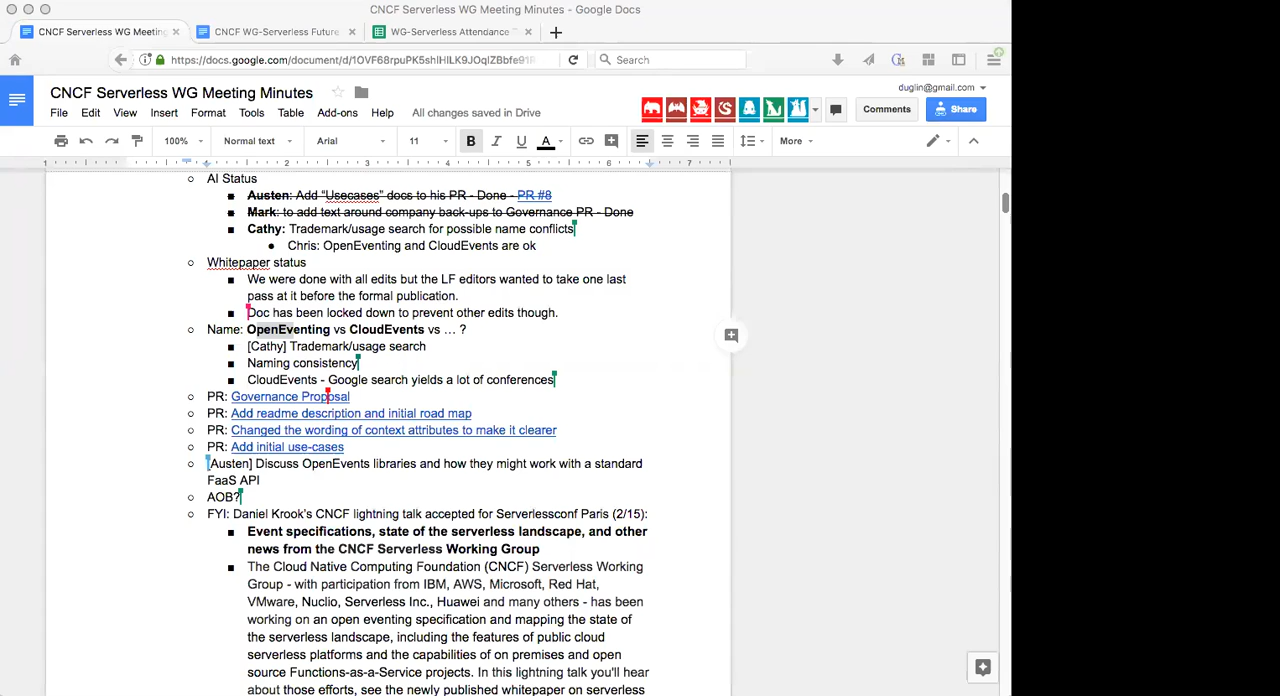 CNCF Serverless WG Meeting Minutes - Google Docs
CNCF Serverless WG Meeting
CNCF WG-Serverless Future
WG-Serverless Attendance
Search
CNCF Serverless WG Meeting Minutes
duglin@gmail.com
File Edit View Insert Format Tools Table Add-ons Help All changes saved in Drive
Comments
Share
100% Normal text Arial 11 B I U A More
1 2 3 4 5 6 7
AI Status
Austen: Add “Usecases” docs to his PR - Done - PR #8
Mark: to add text around company back-ups to Governance PR - Done
Cathy: Trademark/usage search for possible name conflicts
Chris: OpenEventing and CloudEvents are ok
Whitepaper status
We were done with all edits but the LF editors wanted to take one last
pass at it before the formal publication.
Doc has been locked down to prevent other edits though.
Name: OpenEventing vs CloudEvents vs … ?
[Cathy] Trademark/usage search
Naming consistency
CloudEvents - Google search yields a lot of conferences
PR: Governance Proposal
PR: Add readme description and initial road map
PR: Changed the wording of context attributes to make it clearer
PR: Add initial use-cases
[Austen] Discuss OpenEvents libraries and how they might work with a standard
FaaS API
AOB?
FYI: Daniel Krook's CNCF lightning talk accepted for Serverlessconf Paris (2/15):
Event specifications, state of the serverless landscape, and other
news from the CNCF Serverless Working Group
The Cloud Native Computing Foundation (CNCF) Serverless Working
Group - with participation from IBM, AWS, Microsoft, Red Hat,
VMware, Nuclio, Serverless Inc., Huawei and many others - has been
working on an open eventing specification and mapping the state of
the serverless landscape, including the features of public cloud
serverless platforms and the capabilities of on premises and open
source Functions-as-a-Service projects. In this lightning talk you'll hear
about those efforts, see the newly published whitepaper on serverless